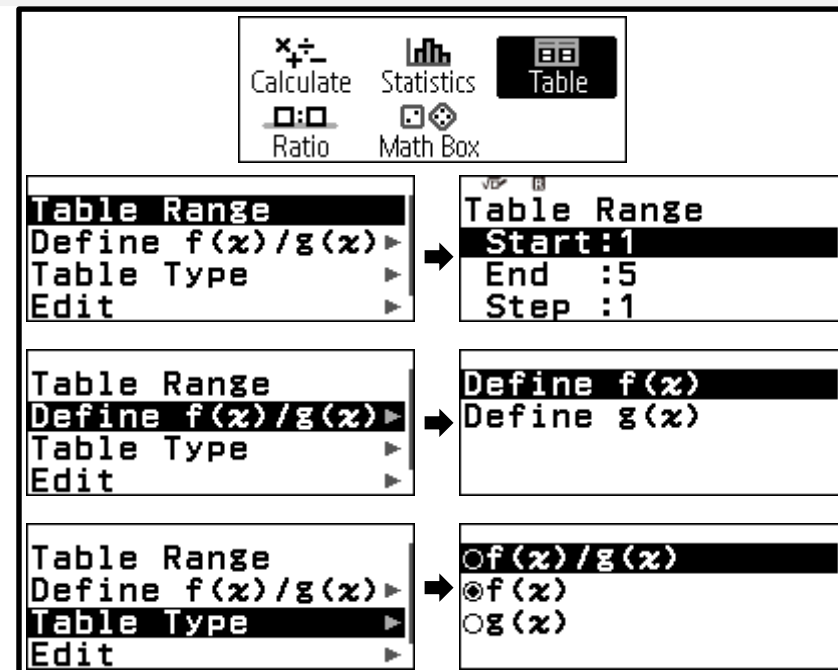 Calculate Statistics Table
Ratio Math Box
Table Range
Define f(x)/g(x)
Table Type
Edit
√D R
Table Range
Start:1
End :5
Step :1
Table Range
Define f(x)/g(x)
Table Type
Edit
Define f(x)
Define g(x)
Table Range
Define f(x)/g(x)
Table Type
Edit
f(x)/g(x)
f(x)
g(x)